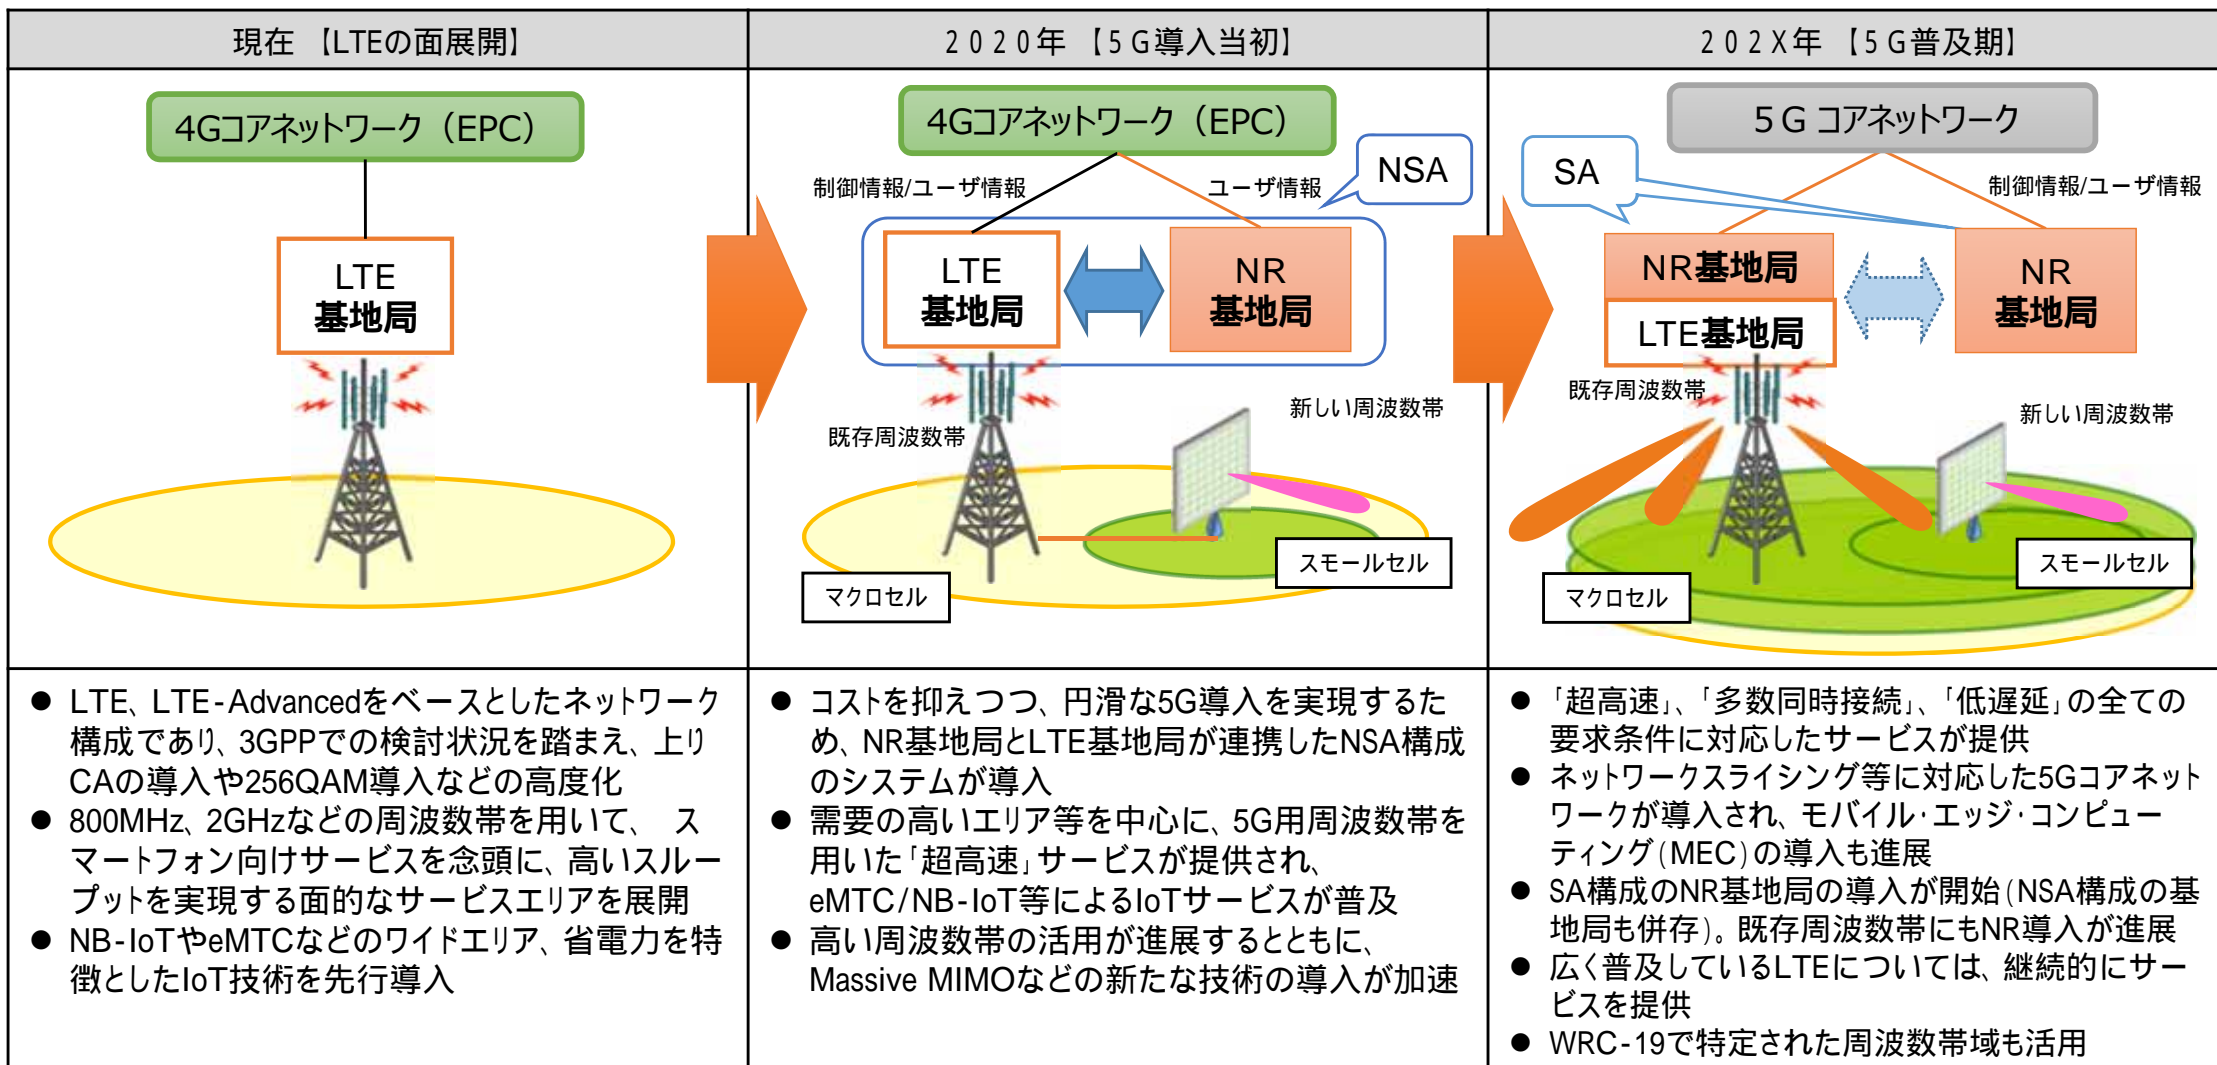 現在 【LTEの面展開】
2020年 【5G導入当初】
202X年 【5G普及期】
4Gコアネットワーク（EPC）
LTE
基地局
4Gコアネットワーク（EPC）
NSA
制御情報/ユーザ情報
ユーザ情報
LTE
基地局
NR
基地局
既存周波数帯
新しい周波数帯
マクロセル
スモールセル
5G コアネットワーク
SA
制御情報/ユーザ情報
NR基地局
LTE基地局
NR
基地局
既存周波数帯
新しい周波数帯
マクロセル
スモールセル
● LTE、LTE-Advancedをベースとしたネットワーク
構成であり、3GPPでの検討状況を踏まえ、上り
CAの導入や256QAM導入などの高度化
● 800MHz、2GHzなどの周波数帯を用いて、 ス
マートフォン向けサービスを念頭に、高いスルー
プットを実現する面的なサービスエリアを展開
● NB-IoTやeMTCなどのワイドエリア、省電力を特
徴としたIoT技術を先行導入
● コストを抑えつつ、円滑な5G導入を実現するた
め、NR基地局とLTE基地局が連携したNSA構成
のシステムが導入
● 需要の高いエリア等を中心に、5G用周波数帯を
用いた「超高速」サービスが提供され、
eMTC/NB-IoT等によるIoTサービスが普及
● 高い周波数帯の活用が進展するとともに、
Massive MIMOなどの新たな技術の導入が加速
● 「超高速」、「多数同時接続」、「低遅延」の全ての
要求条件に対応したサービスが提供
● ネットワークスライシング等に対応した5Gコアネット
ワークが導入され、モバイル・エッジ・コンピュー
ティング(MEC)の導入も進展
● SA構成のNR基地局の導入が開始(NSA構成の基
地局も併存)。既存周波数帯にもNR導入が進展
● 広く普及しているLTEについては、継続的にサー
ビスを提供
● WRC-19で特定された周波数帯域も活用